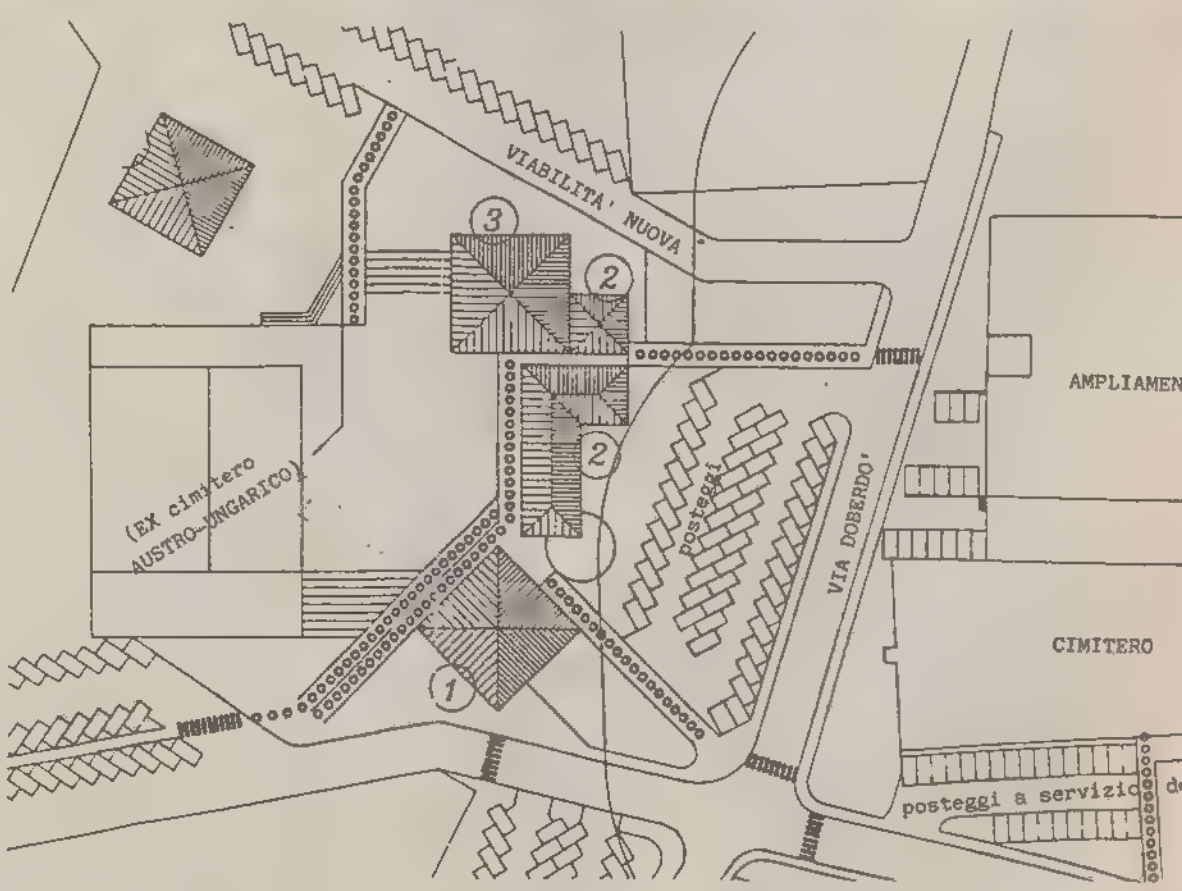 VIABILITA' NUOVA
3
2
AMPLIAMEN
2
posteggi
(EX cimitero
AUSTRO-UNGARICO)
VIA DOBERDO'
CIMITERO
1
posteggi a servizio de